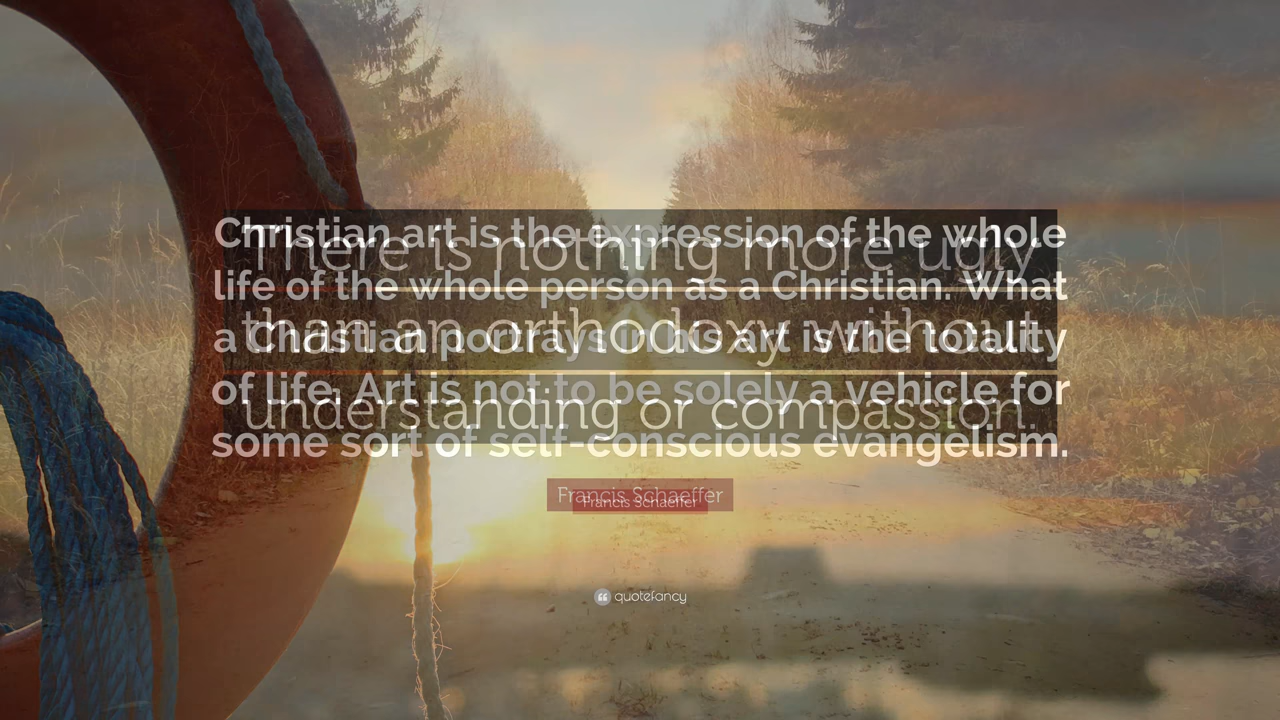 Christian art is the expression of the whole
life of the whole person as a Christian. What
a Christian portrays in his art is the totality
of life. Art is not to be solely a vehicle for
some sort of self-conscious evangelism.
There is nothing more ugly
than an orthodoxy without
understanding or compassion.
Francis Schaeffer
Francis Schaeffer
quotefancy